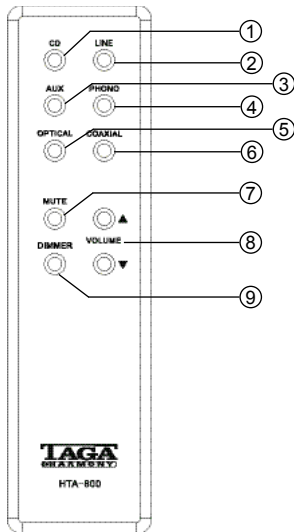 CD LINE ①
②
AUX PHONO ③
④
OPTICAL COAXIAL ⑤
⑥
MUTE ⑦
▲
DIMMER VOLUME ⑧
▼
⑨
TAGA
HARMONY
HTA-800